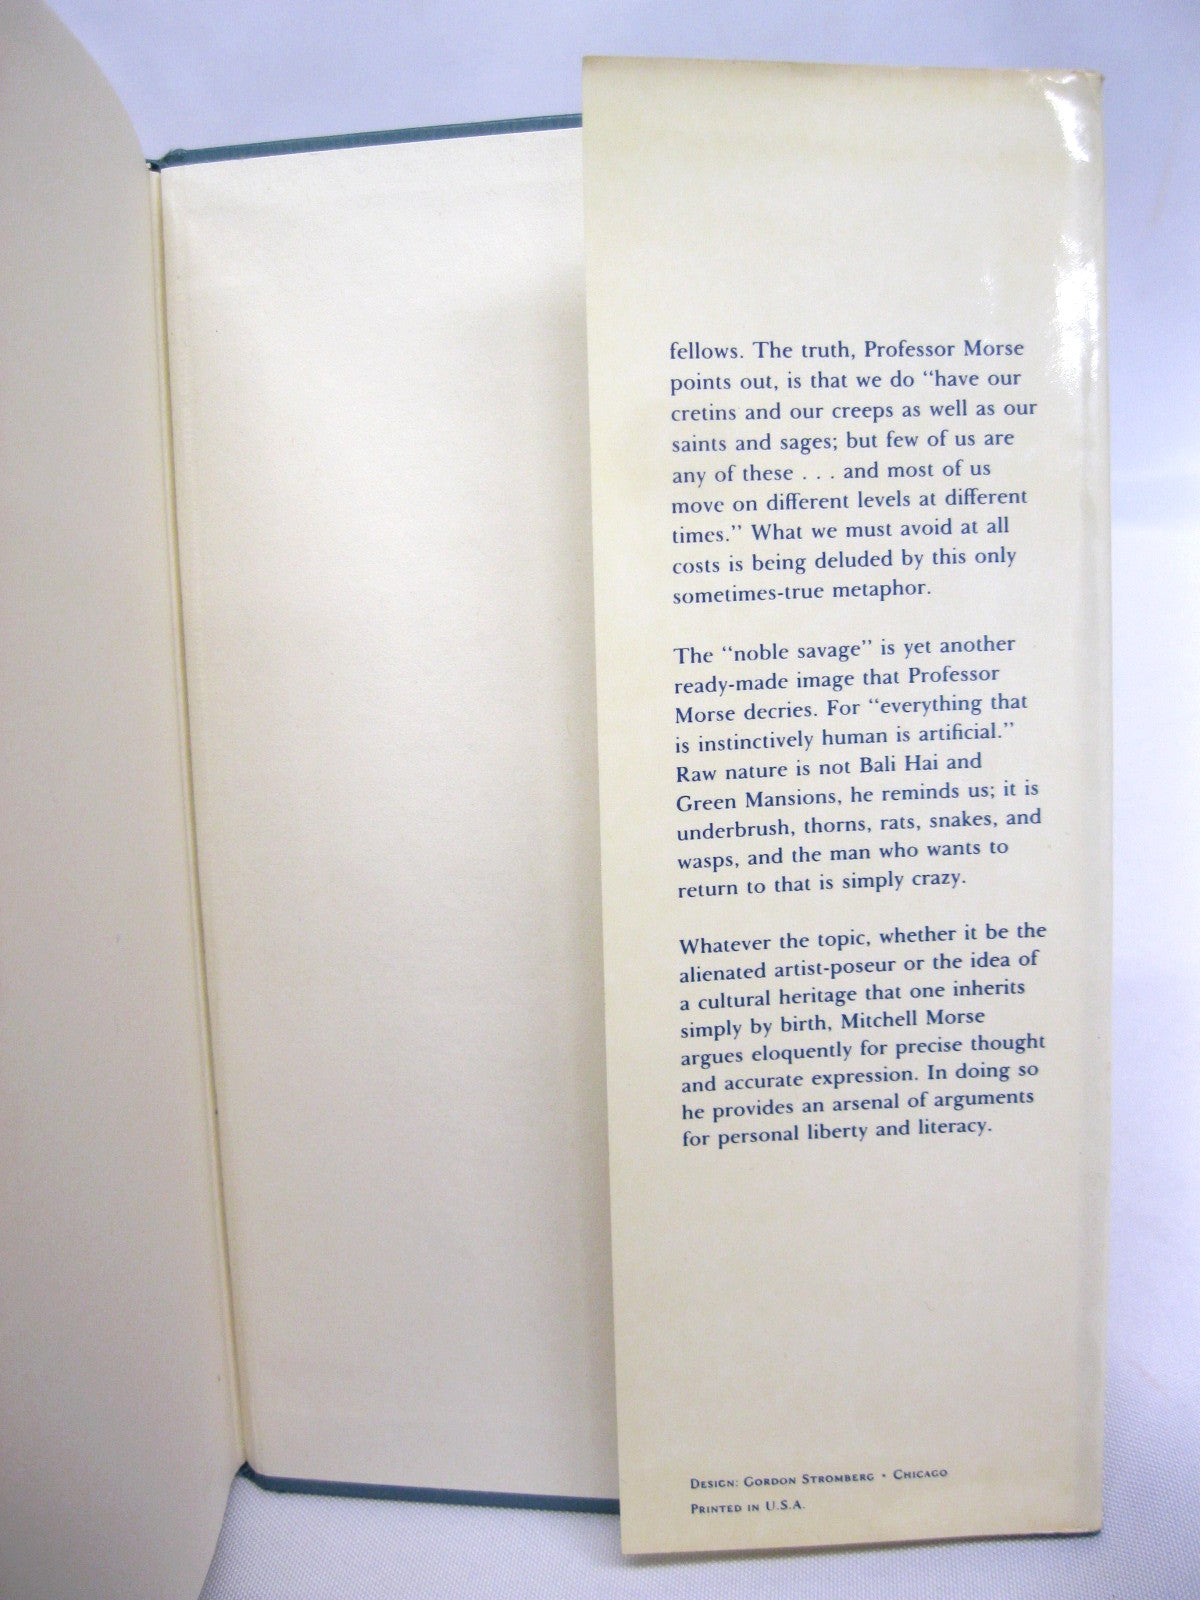 fellows. The truth, Professor Morse
points out, is that we do “have our
cretins and our creeps as well as our
saints and sages; but few of us are
any of these . . . and most of us
move on different levels at different
times.” What we must avoid at all
costs is being deluded by this only
sometimes-true metaphor.
The “noble savage” is yet another
ready-made image that Professor
Morse decries. For “everything that
is instinctively human is artificial.”
Raw nature is not Bali Hai and
Green Mansions, he reminds us; it is
underbrush, thorns, rats, snakes, and
wasps, and the man who wants to
return to that is simply crazy.
Whatever the topic, whether it be the
alienated artist-poseur or the idea of
a cultural heritage that one inherits
simply by birth, Mitchell Morse
argues eloquently for precise thought
and accurate expression. In doing so
he provides an arsenal of arguments
for personal liberty and literacy.
Design: Gordon Stromberg • Chicago
Printed in U.S.A.